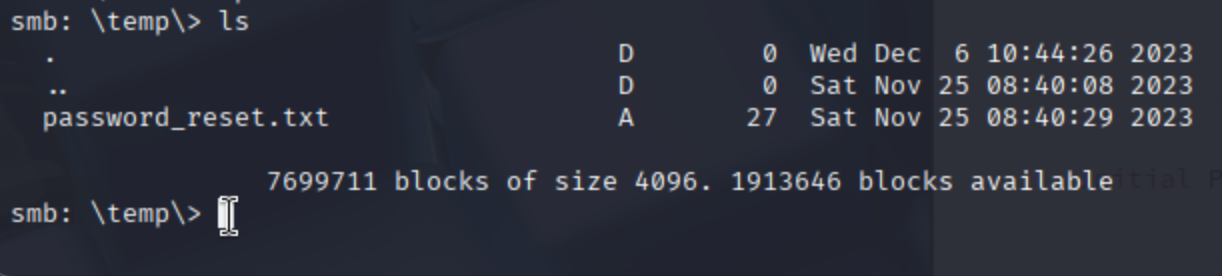 smb: \temp\> ls
. D 0 Wed Dec 6 10:44:26 2023
.. D 0 Sat Nov 25 08:40:08 2023
password_reset.txt A 27 Sat Nov 25 08:40:29 2023
7699711 blocks of size 4096. 1913646 blocks available
smb: \temp\>